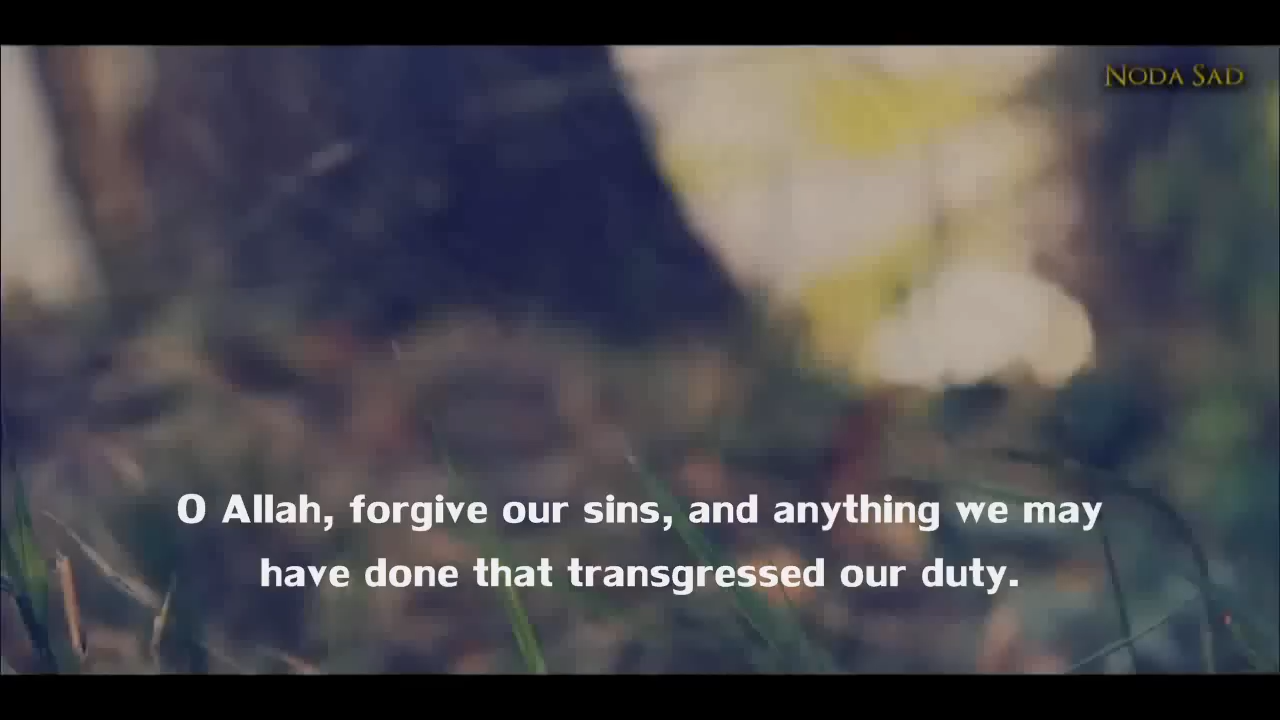 NODA SAD
O Allah, forgive our sins, and anything we may
have done that transgressed our duty.